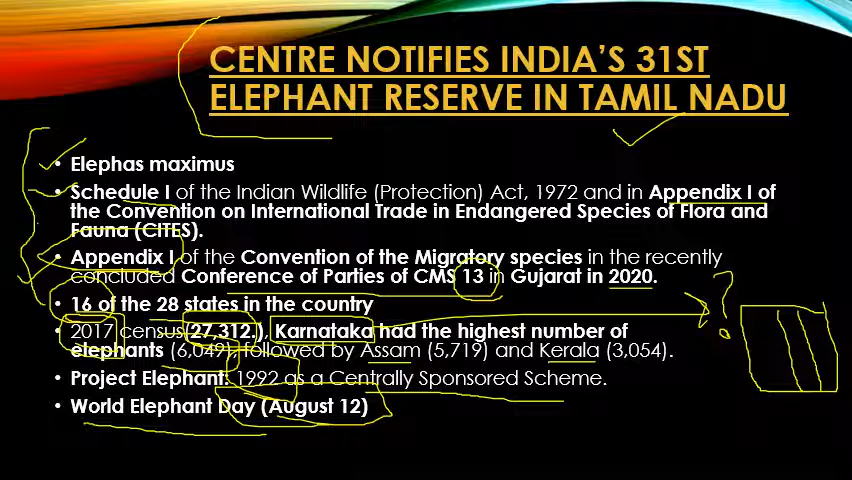 CENTRE NOTIFIES INDIA'S 31ST
ELEPHANT RESERVE IN TAMIL NADU
• Elephas maximus
• Schedule I of the Indian Wildlife (Protection) Act, 1972 and in Appendix I of
the Convention on International Trade in Endangered Species of Flora and
Fauna (CITES).
• Appendix I of the Convention of the Migratory species in the recently
concluded Conference of Parties of CMS 13 in Gujarat in 2020.
• 16 of the 28 states in the country
• 2017 census(27,312.), Karnataka had the highest number of
elephants (6,049), followed by Assam (5,719) and Kerala (3,054).
• Project Elephant: 1992 as a Centrally Sponsored Scheme.
• World Elephant Day (August 12)
?